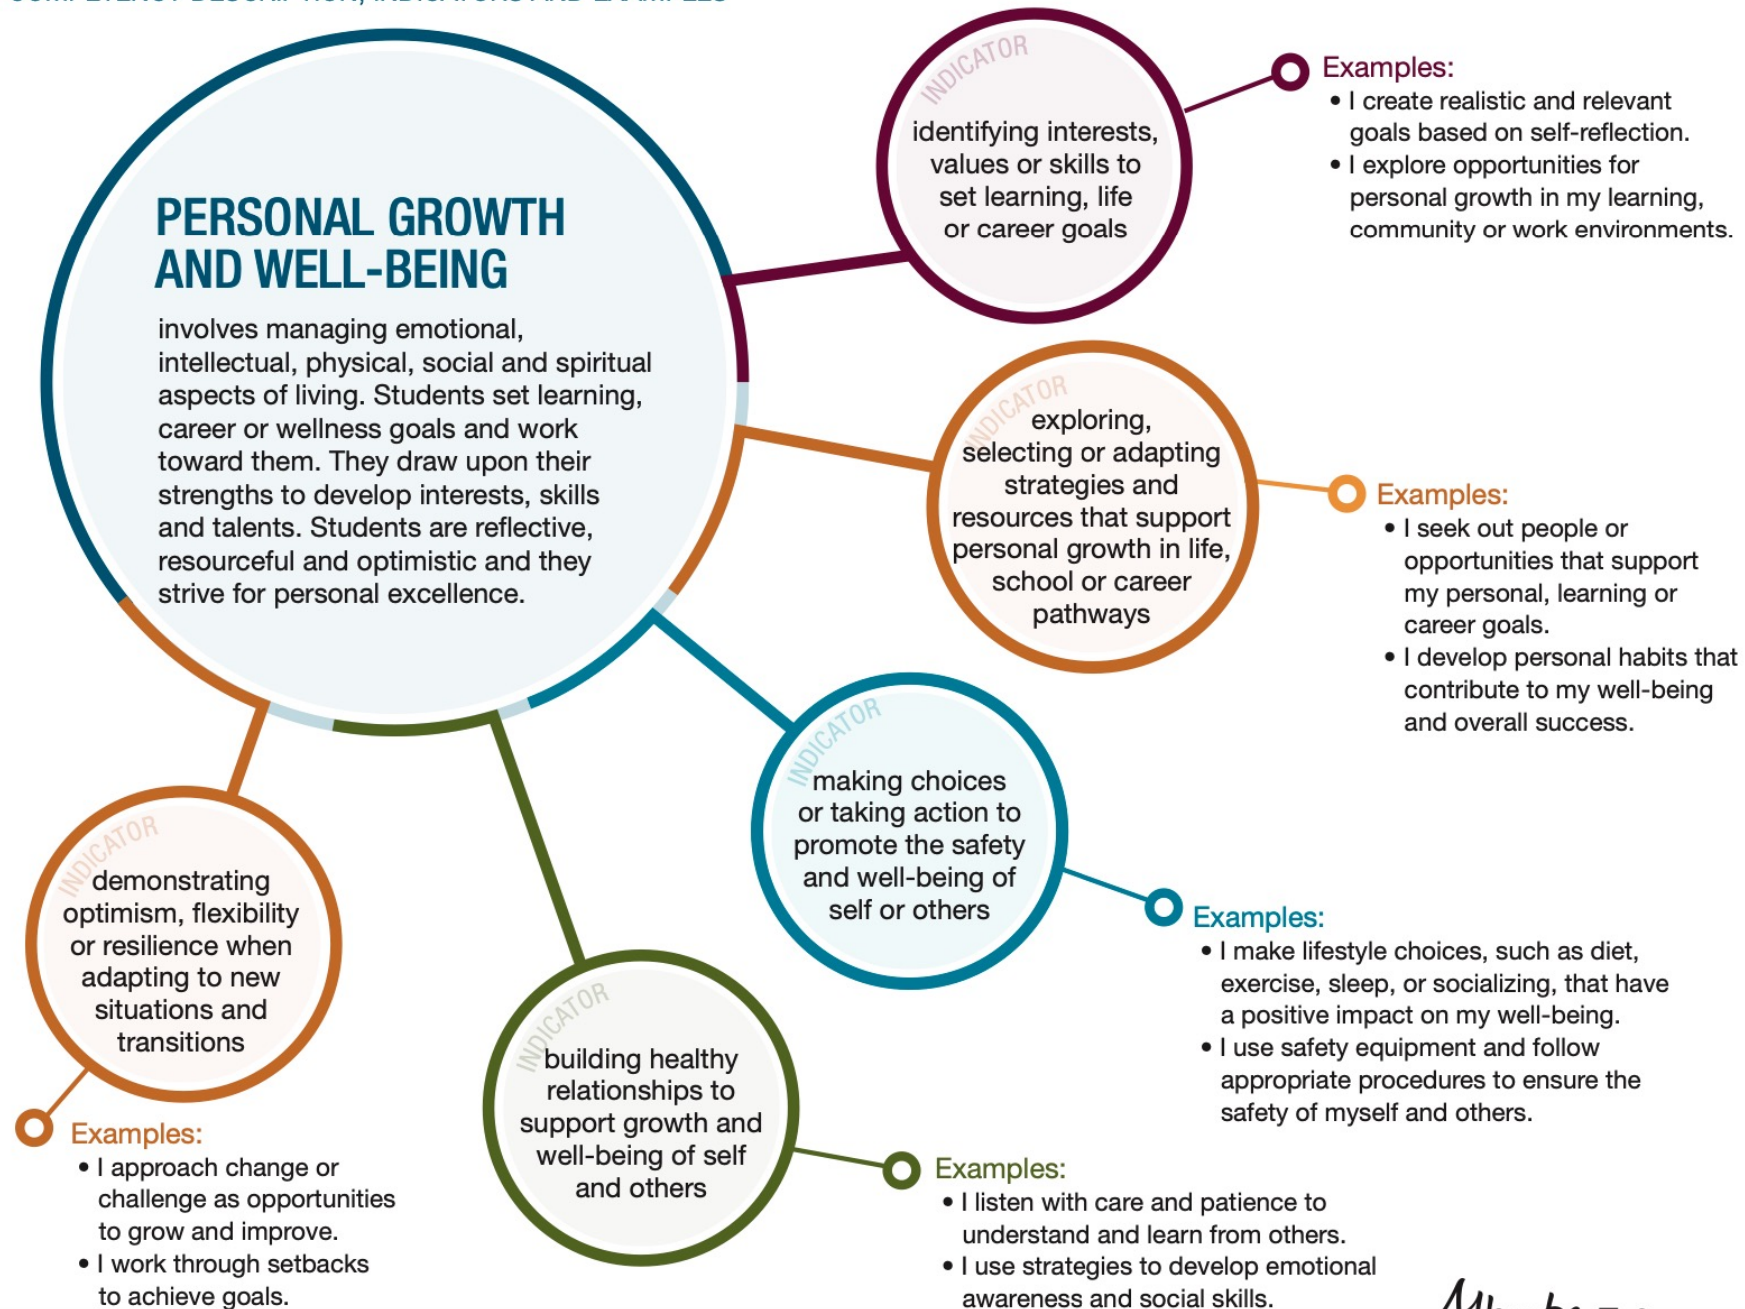 COMPETENCY DESCRIPTION, INDICATORS AND EXAMPLES
PERSONAL GROWTH
AND WELL-BEING
involves managing emotional,
intellectual, physical, social and spiritual
aspects of living. Students set learning,
career or wellness goals and work
toward them. They draw upon their
strengths to develop interests, skills
and talents. Students are reflective,
resourceful and optimistic and they
strive for personal excellence.
INDICATOR
identifying interests,
values or skills to
set learning, life
or career goals
Examples:
• I create realistic and relevant
goals based on self-reflection.
• I explore opportunities for
personal growth in my learning,
community or work environments.
INDICATOR
exploring,
selecting or adapting
strategies and
resources that support
personal growth in life,
school or career
pathways
Examples:
• I seek out people or
opportunities that support
my personal, learning or
career goals.
• I develop personal habits that
contribute to my well-being
and overall success.
INDICATOR
making choices
or taking action to
promote the safety
and well-being of
self or others
Examples:
• I make lifestyle choices, such as diet,
exercise, sleep, or socializing, that have
a positive impact on my well-being.
• I use safety equipment and follow
appropriate procedures to ensure the
safety of myself and others.
INDICATOR
building healthy
relationships to
support growth and
well-being of self
and others
Examples:
• I listen with care and patience to
understand and learn from others.
• I use strategies to develop emotional
awareness and social skills.
INDICATOR
demonstrating
optimism, flexibility
or resilience when
adapting to new
situations and
transitions
Examples:
• I approach change or
challenge as opportunities
to grow and improve.
• I work through setbacks
to achieve goals.